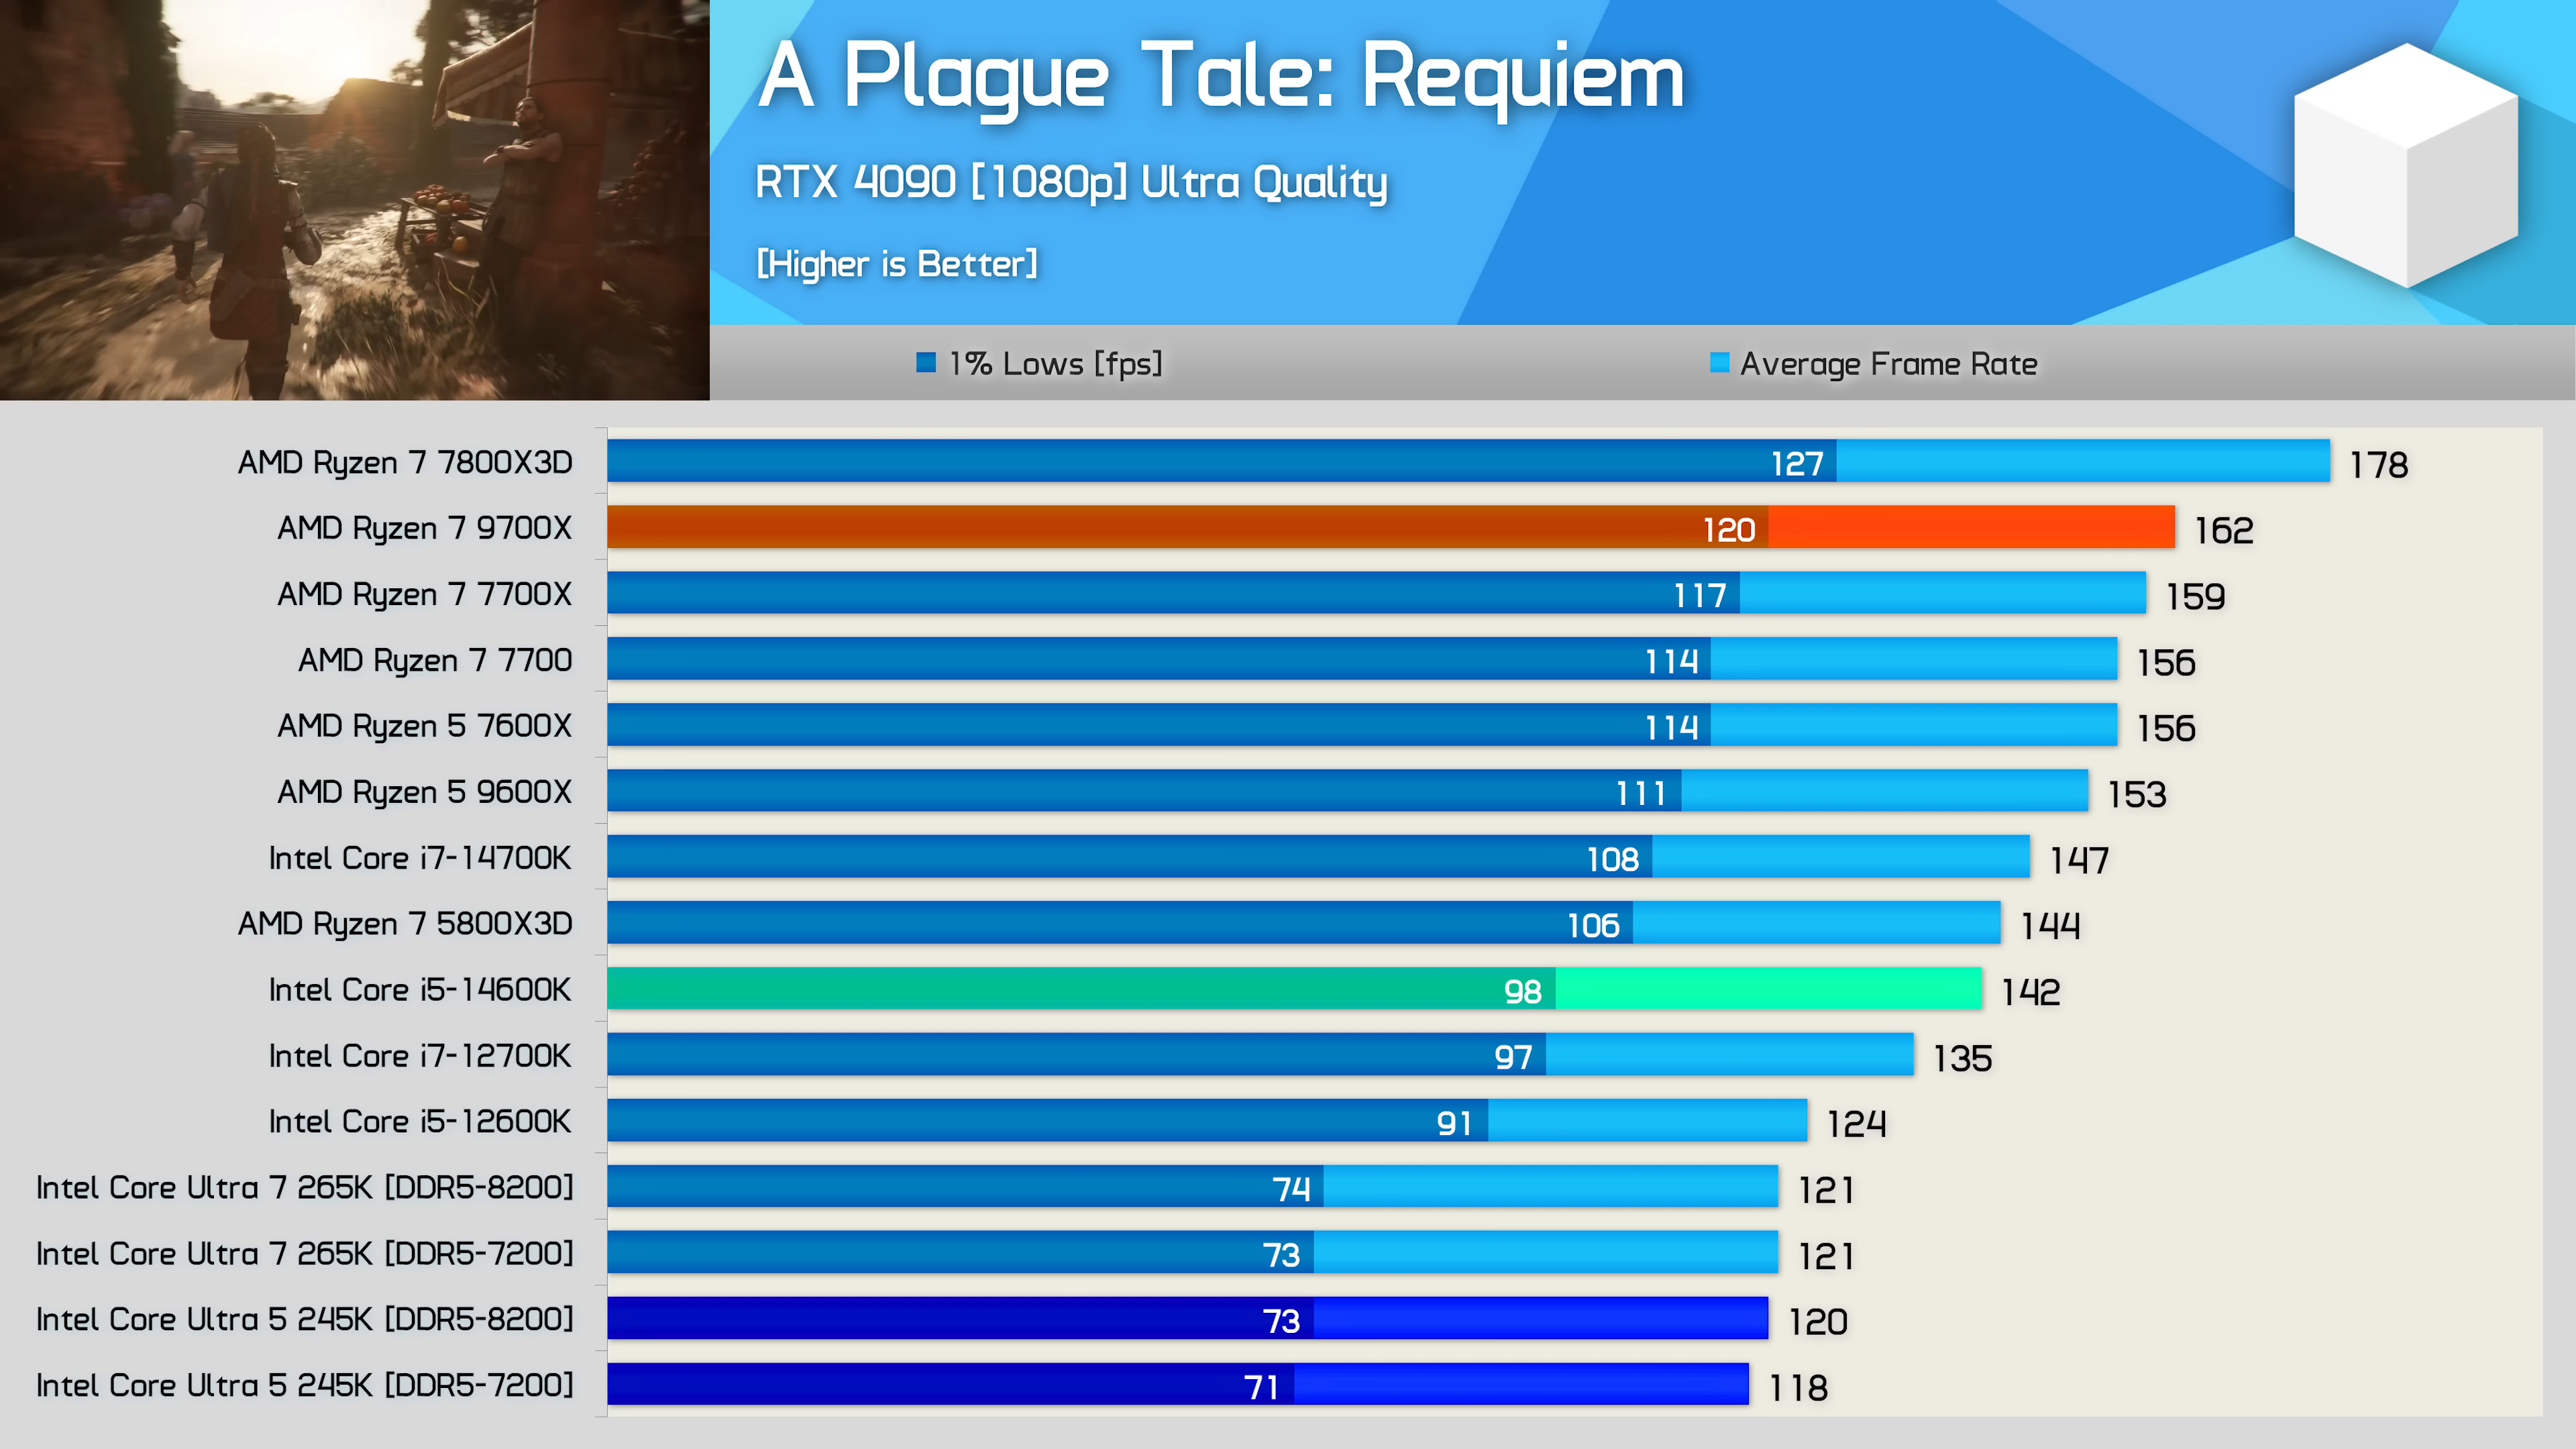 A Plague Tale: Requiem
RTX 4090 [1080p] Ultra Quality
[Higher is Better]
1% Lows [fps] Average Frame Rate
AMD Ryzen 7 7800X3D 127 178
AMD Ryzen 7 9700X 120 162
AMD Ryzen 7 7700X 117 159
AMD Ryzen 7 7700 114 156
AMD Ryzen 5 7600X 114 156
AMD Ryzen 5 9600X 111 153
Intel Core i7-14700K 108 147
AMD Ryzen 7 5800X3D 106 144
Intel Core i5-14600K 98 142
Intel Core i7-12700K 97 135
Intel Core i5-12600K 91 124
Intel Core Ultra 7 265K [DDR5-8200] 74 121
Intel Core Ultra 7 265K [DDR5-7200] 73 121
Intel Core Ultra 5 245K [DDR5-8200] 73 120
Intel Core Ultra 5 245K [DDR5-7200] 71 118